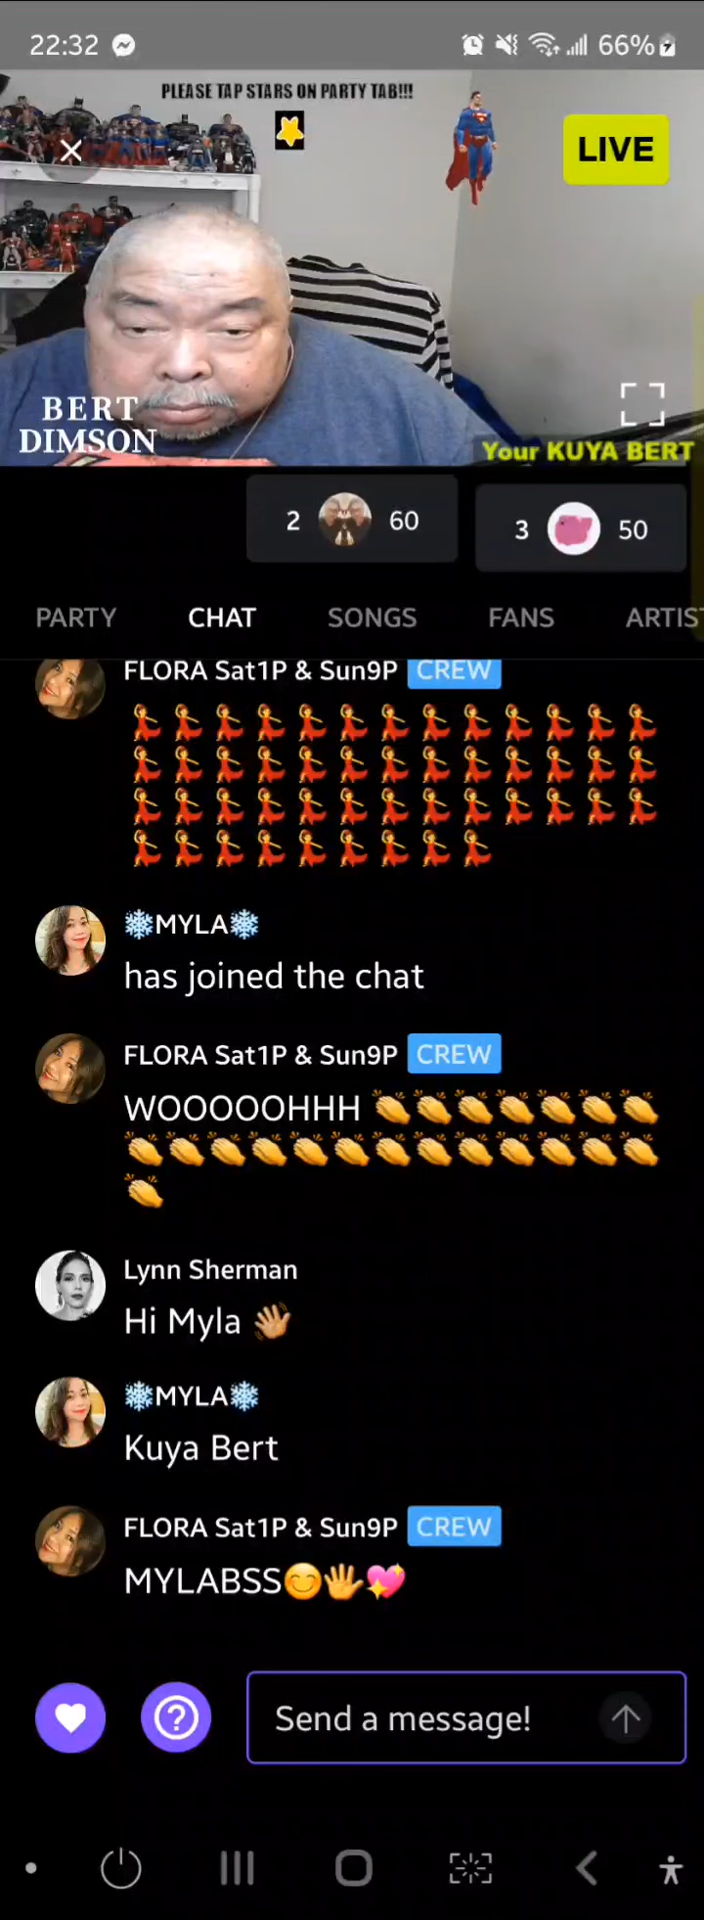 22:32
66%
PLEASE TAP STARS ON PARTY TAB!!!
LIVE
BERT
DIMSON
Your KUYA BERT
2 60
3 50
PARTY CHAT SONGS FANS ARTIS
FLORA Sat1P & Sun9P CREW
💃💃💃💃💃💃💃💃💃💃💃💃💃
💃💃💃💃💃💃💃💃💃💃💃💃💃
💃💃💃💃💃💃💃💃💃💃💃💃💃
💃💃💃💃💃💃💃💃💃
❄️MYLA❄️
has joined the chat
FLORA Sat1P & Sun9P CREW
WOOOOOHHH 👏👏👏👏👏👏👏
👏👏👏👏👏👏👏👏👏👏👏👏👏
👏
Lynn Sherman
Hi Myla 👋🏽
❄️MYLA❄️
Kuya Bert
FLORA Sat1P & Sun9P CREW
MYLABSS😊👋💖
Send a message!